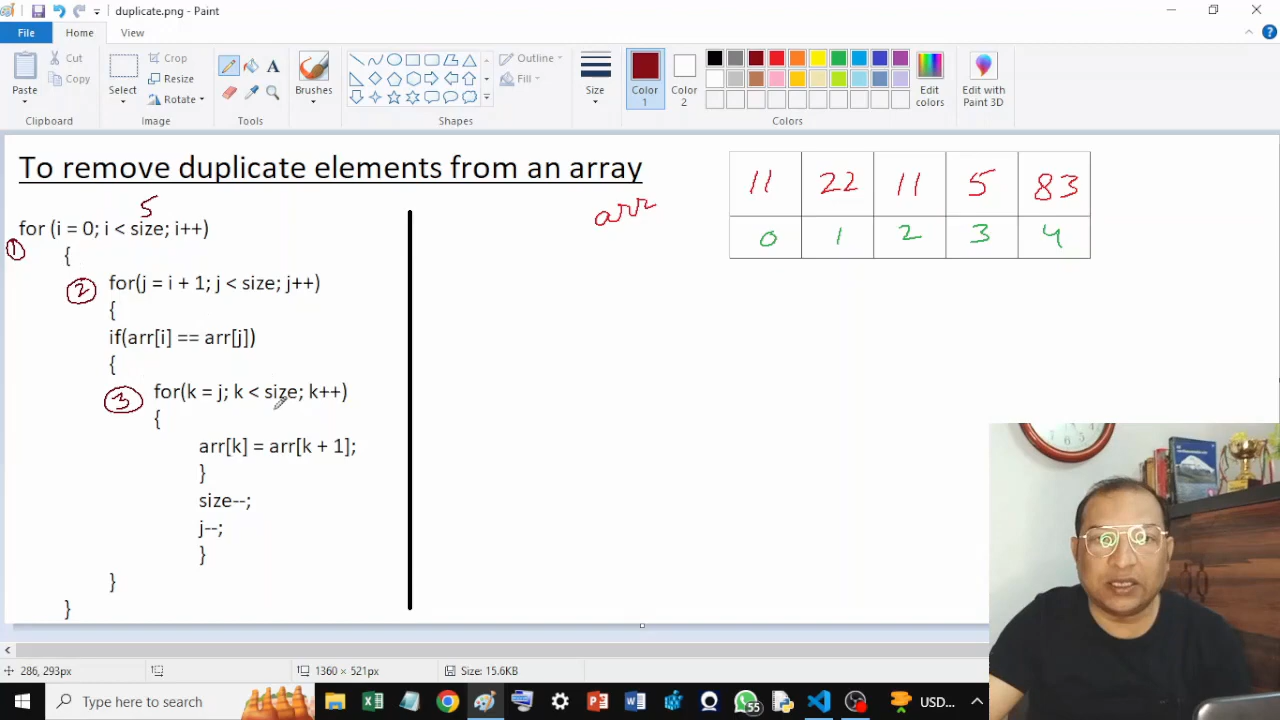 duplicate.png - Paint
File Home View
Paste
Cut
Copy
Clipboard
Select
Crop
Resize
Rotate
Image
A
Tools
Brushes
Outline
Fill
Shapes
Size
Color 1
Color 2
Edit colors
Colors
Edit with Paint 3D
To remove duplicate elements from an array
arr
11 22 11 5 83
0 1 2 3 4
5
for (i = 0; i < size; i++)
1
{
2 for(j = i + 1; j < size; j++)
{
if(arr[i] == arr[j])
{
3 for(k = j; k < size; k++)
{
arr[k] = arr[k + 1];
}
size--;
j--;
}
}
}
286, 293px
1360 × 521px
Size: 15.6KB
Type here to search
55
USD...